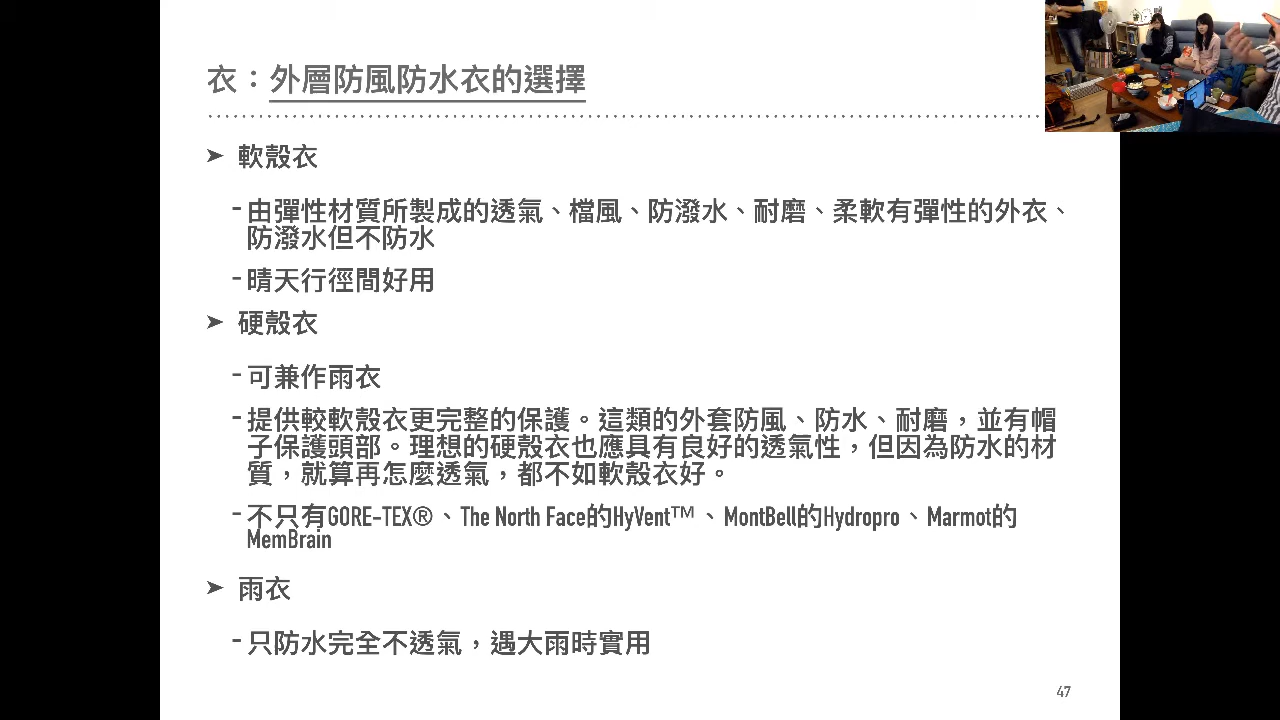 衣：外層防風防水衣的選擇
➤ 軟殼衣
-由彈性材質所製成的透氣、檔風、防潑水、耐磨、柔軟有彈性的外衣、
防潑水但不防水
-晴天行徑間好用
➤ 硬殼衣
-可兼作雨衣
-提供較軟殼衣更完整的保護。這類的外套防風、防水、耐磨，並有帽
子保護頭部。理想的硬殼衣也應具有良好的透氣性，但因為防水的材
質，就算再怎麼透氣，都不如軟殼衣好。
-不只有GORE-TEX®、The North Face的HyVent™、MontBell的Hydropro、Marmot的
MemBrain
➤ 雨衣
-只防水完全不透氣，遇大雨時實用
47